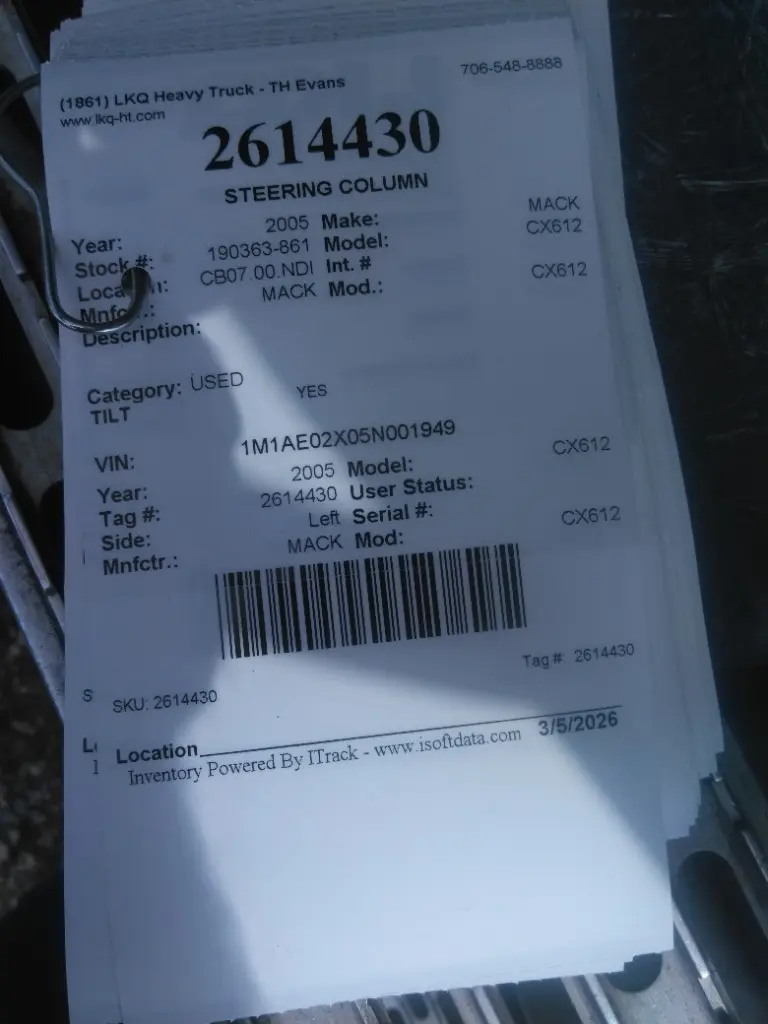 (1861) LKQ Heavy Truck - TH Evans 706-548-8888
www.lkq-ht.com
2614430
STEERING COLUMN
Year: 2005 Make: MACK
Stock #: 190363-861 Model: CX612
Loca n: CB07.00.NDI Int. #
Mnfc .: MACK Mod.: CX612
Description:
Category: USED
TILT YES
VIN: 1M1AE02X05N001949
Year: 2005 Model: CX612
Tag #: 2614430 User Status:
Side: Left Serial #:
Mnfctr.: MACK Mod: CX612
Tag #: 2614430
SKU: 2614430
Location
Inventory Powered By ITrack - www.isoftdata.com 3/5/2026